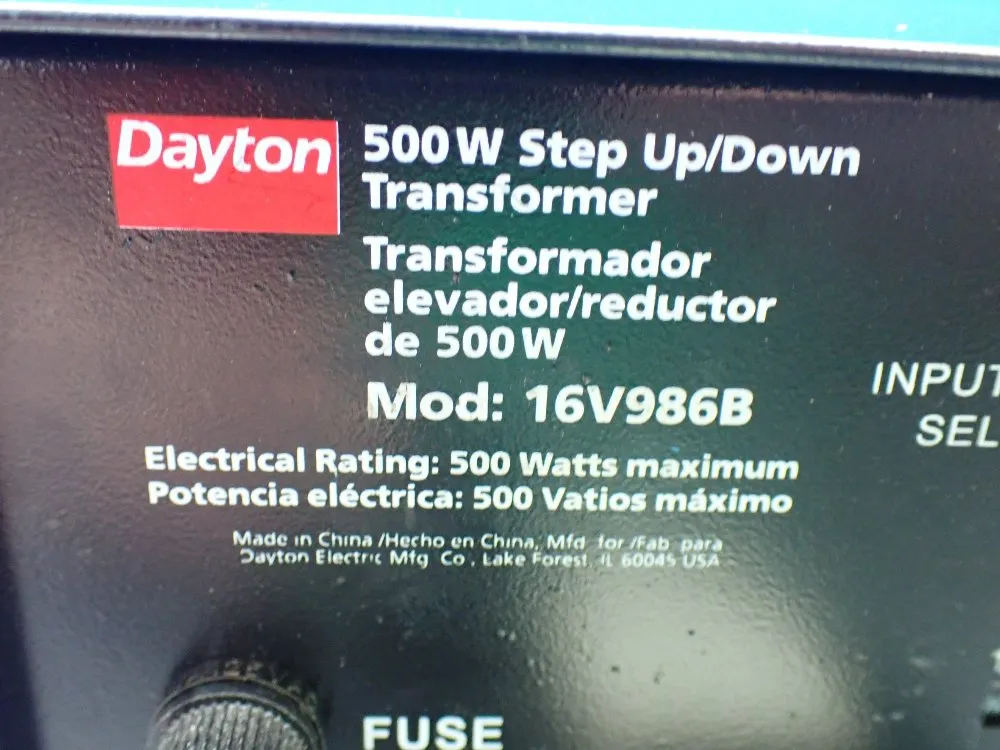 Dayton
500W Step Up/Down
Transformer
Transformador
elevador/reductor
de 500W
Mod: 16V986B
Electrical Rating: 500 Watts maximum
Potencia eléctrica: 500 Vatios máximo
Made in China /Hecho en China, Mfd for /Fab para
Dayton Electric Mfg Co, Lake Forest, IL 60045 USA
INPUT
SEL
FUSE